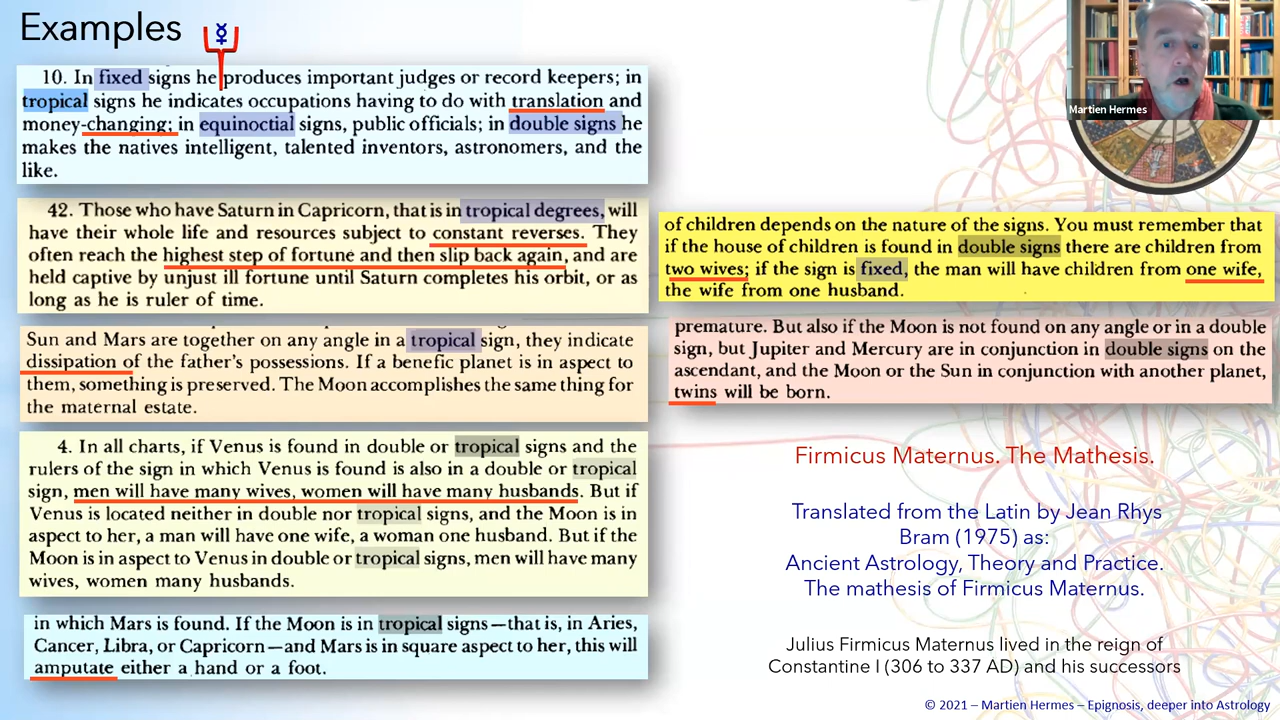 Examples
10. In fixed signs he produces important judges or record keepers; in
tropical signs he indicates occupations having to do with translation and
money-changing; in equinoctial signs, public officials; in double signs he
makes the natives intelligent, talented inventors, astronomers, and the
like.
42. Those who have Saturn in Capricorn, that is in tropical degrees, will
have their whole life and resources subject to constant reverses. They
often reach the highest step of fortune and then slip back again, and are
held captive by unjust ill fortune until Saturn completes his orbit, or as
long as he is ruler of time.
Sun and Mars are together on any angle in a tropical sign, they indicate
dissipation of the father's possessions. If a benefic planet is in aspect to
them, something is preserved. The Moon accomplishes the same thing for
the maternal estate.
4. In all charts, if Venus is found in double or tropical signs and the
rulers of the sign in which Venus is found is also in a double or tropical
sign, men will have many wives, women will have many husbands. But if
Venus is located neither in double nor tropical signs, and the Moon is in
aspect to her, a man will have one wife, a woman one husband. But if the
Moon is in aspect to Venus in double or tropical signs, men will have many
wives, women many husbands.
in which Mars is found. If the Moon is in tropical signs—that is, in Aries,
Cancer, Libra, or Capricorn—and Mars is in square aspect to her, this will
amputate either a hand or a foot.
Martien Hermes
of children depends on the nature of the signs. You must remember that
if the house of children is found in double signs there are children from
two wives; if the sign is fixed, the man will have children from one wife,
the wife from one husband.
premature. But also if the Moon is not found on any angle or in a double
sign, but Jupiter and Mercury are in conjunction in double signs on the
ascendant, and the Moon or the Sun in conjunction with another planet,
twins will be born.
Firmicus Maternus. The Mathesis.
Translated from the Latin by Jean Rhys
Bram (1975) as:
Ancient Astrology, Theory and Practice.
The mathesis of Firmicus Maternus.
Julius Firmicus Maternus lived in the reign of
Constantine I (306 to 337 AD) and his successors
© 2021 – Martien Hermes – Epignosis, deeper into Astrology